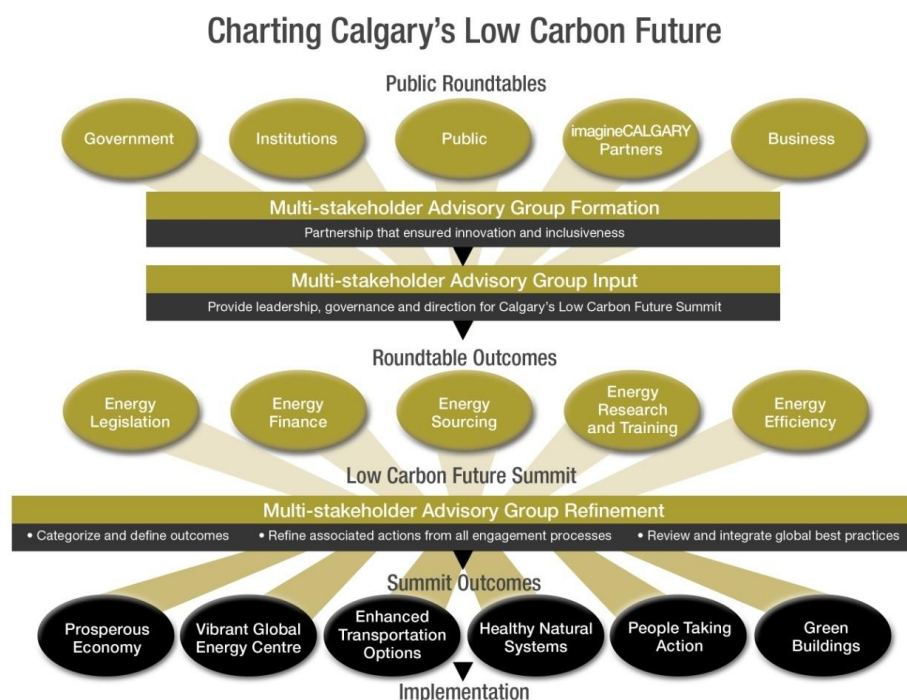 Charting Calgary's Low Carbon Future
Public Roundtables
Government
Institutions
Public
imagineCALGARY
Partners
Business
Multi-stakeholder Advisory Group Formation
Partnership that ensured innovation and inclusiveness
Multi-stakeholder Advisory Group Input
Provide leadership, governance and direction for Calgary's Low Carbon Future Summit
Roundtable Outcomes
Energy
Legislation
Energy
Finance
Energy
Sourcing
Energy
Research
and Training
Energy
Efficiency
Low Carbon Future Summit
Multi-stakeholder Advisory Group Refinement
• Categorize and define outcomes • Refine associated actions from all engagement processes • Review and integrate global best practices
Summit Outcomes
Prosperous
Economy
Vibrant Global
Energy Centre
Enhanced
Transportation
Options
Healthy Natural
Systems
People Taking
Action
Green
Buildings
Implementation